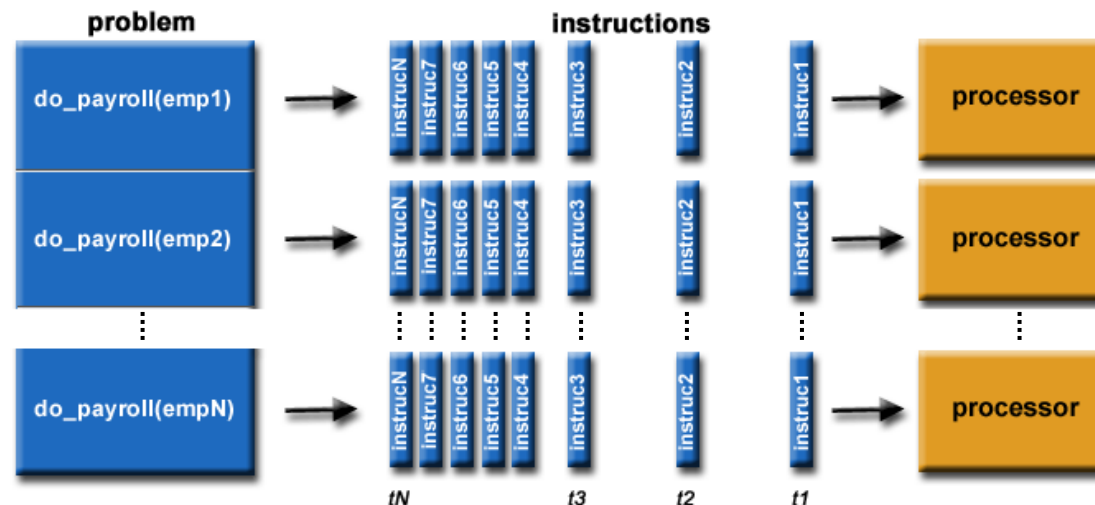 problem
instructions
do_payroll(emp1)
instrucN
instruc7
instruc6
instruc5
instruc4
instruc3
instruc2
instruc1
processor
do_payroll(emp2)
instrucN
instruc7
instruc6
instruc5
instruc4
instruc3
instruc2
instruc1
processor
do_payroll(empN)
instrucN
instruc7
instruc6
instruc5
instruc4
instruc3
instruc2
instruc1
processor
tN
t3
t2
t1